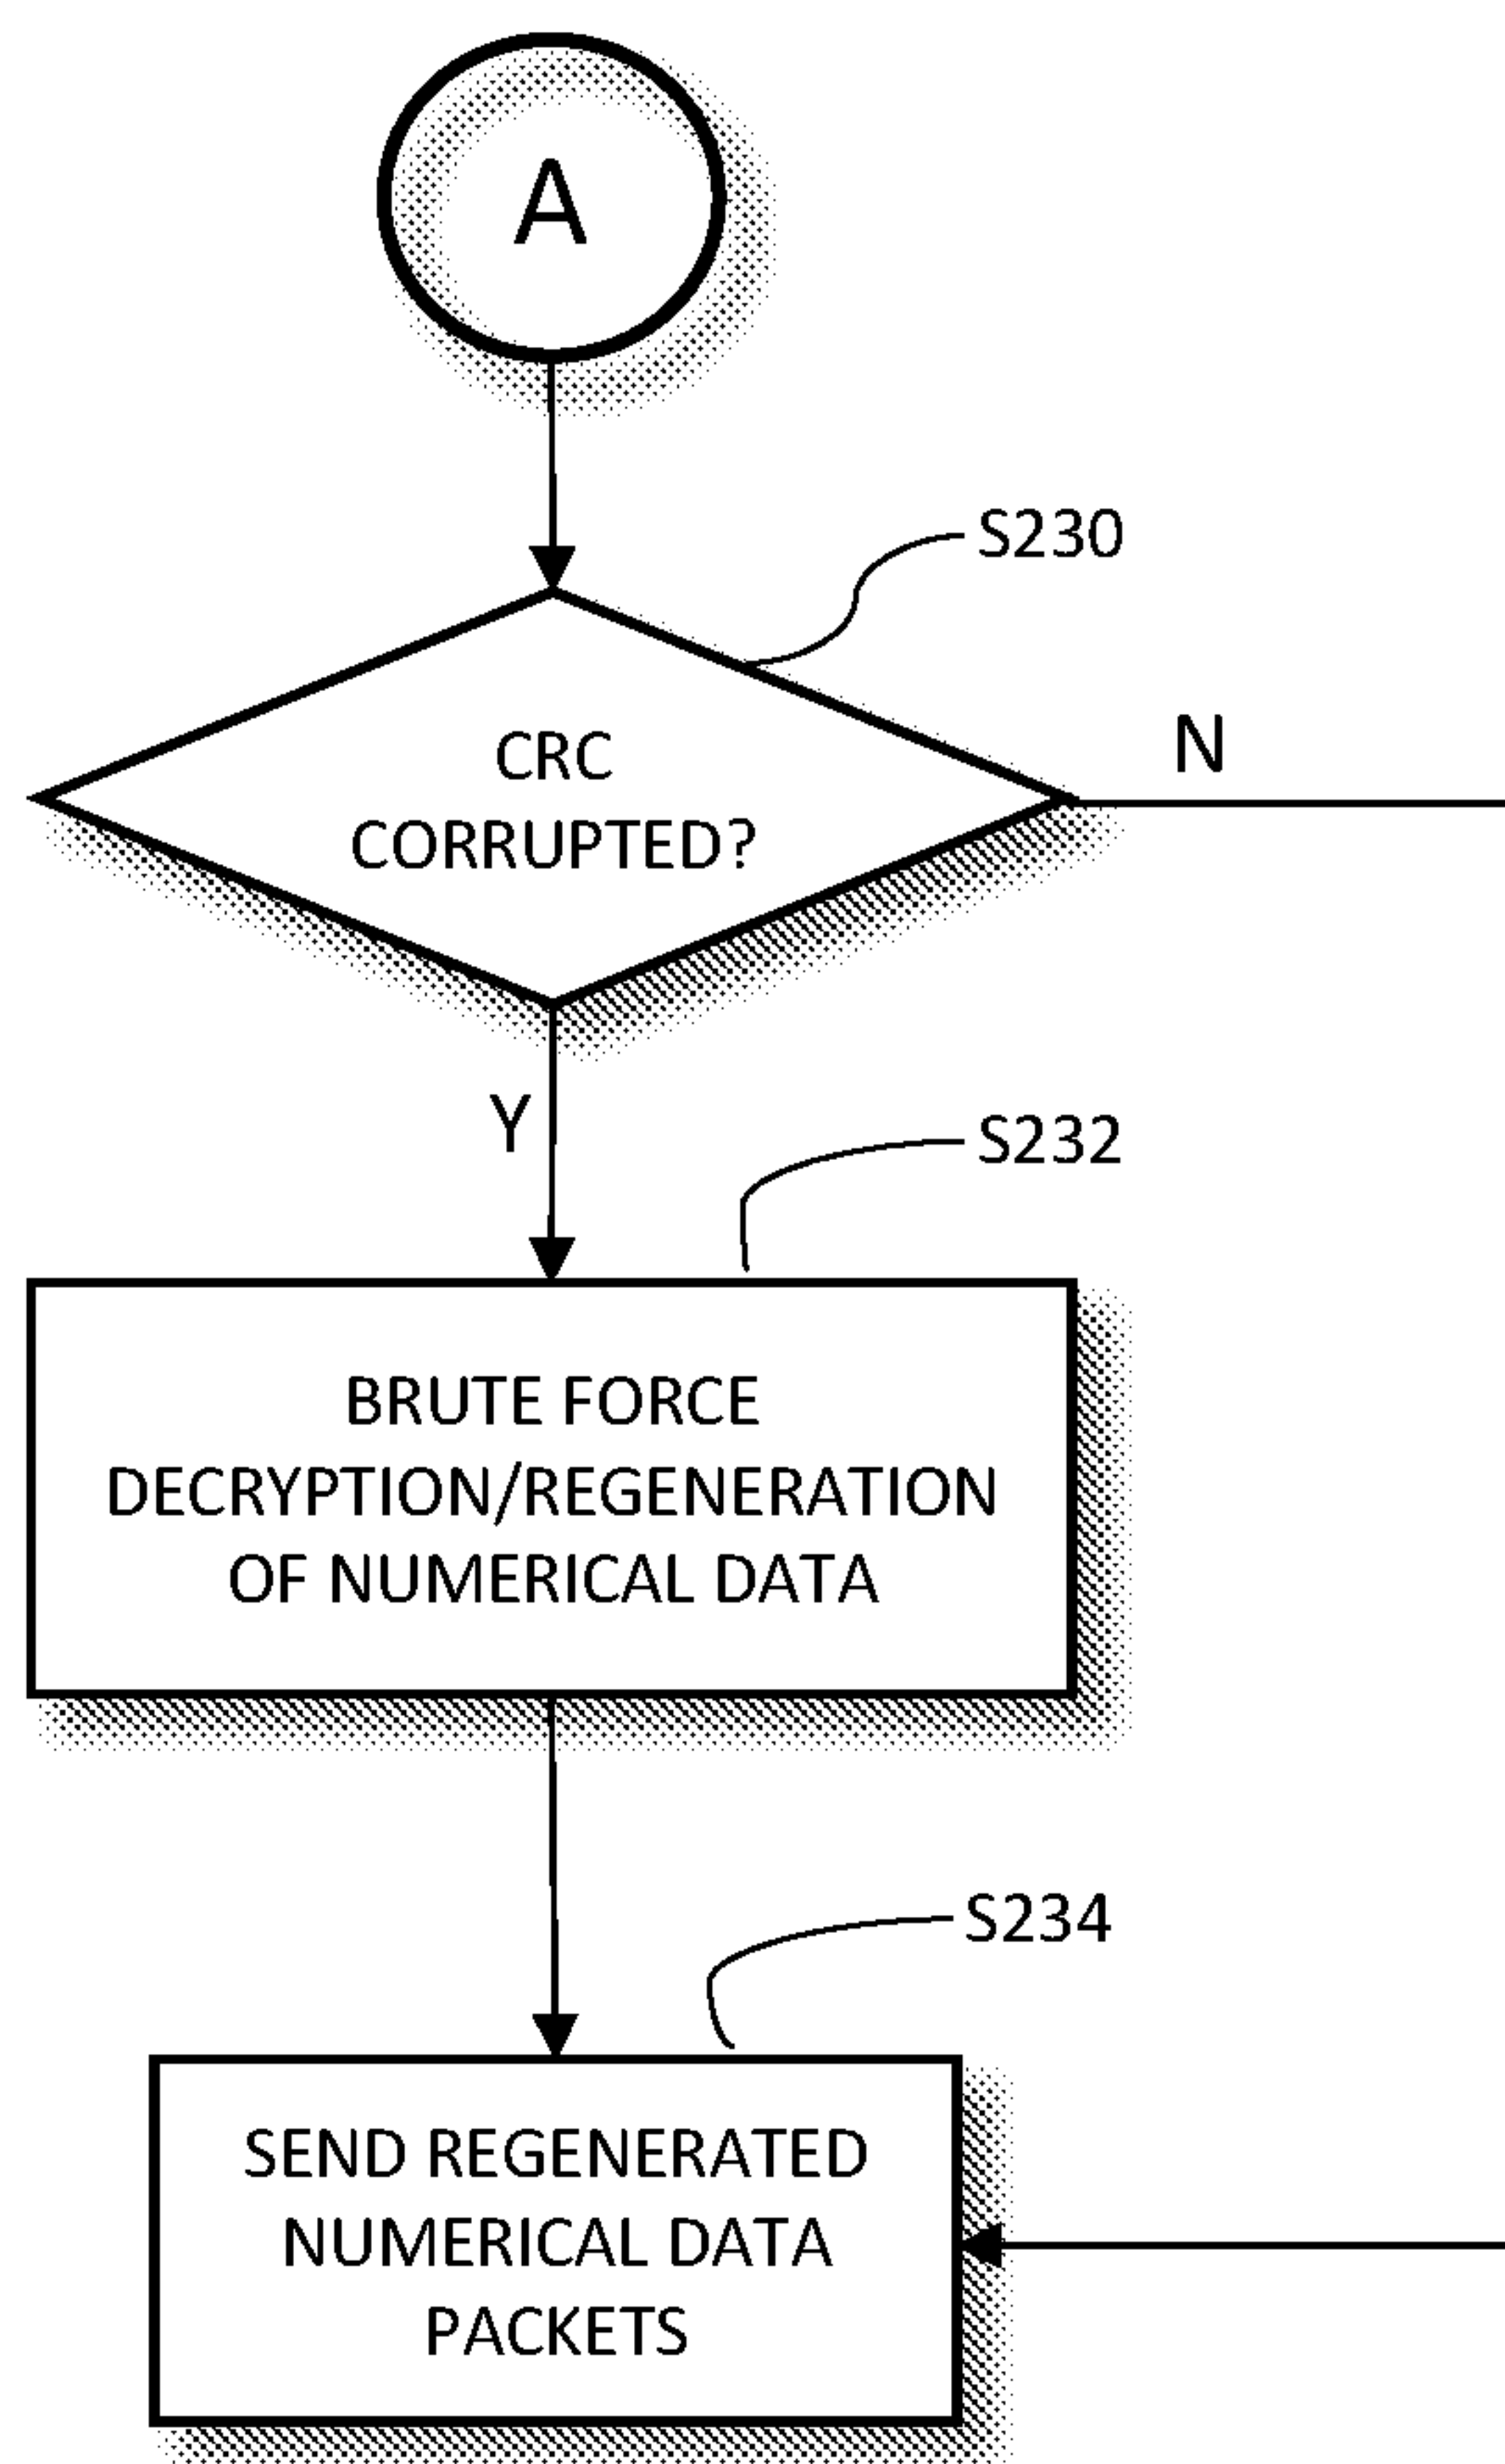 A
S230
CRC
CORRUPTED?
N
Y
S232
BRUTE FORCE
DECRYPTION/REGENERATION
OF NUMERICAL DATA
S234
SEND REGENERATED
NUMERICAL DATA
PACKETS